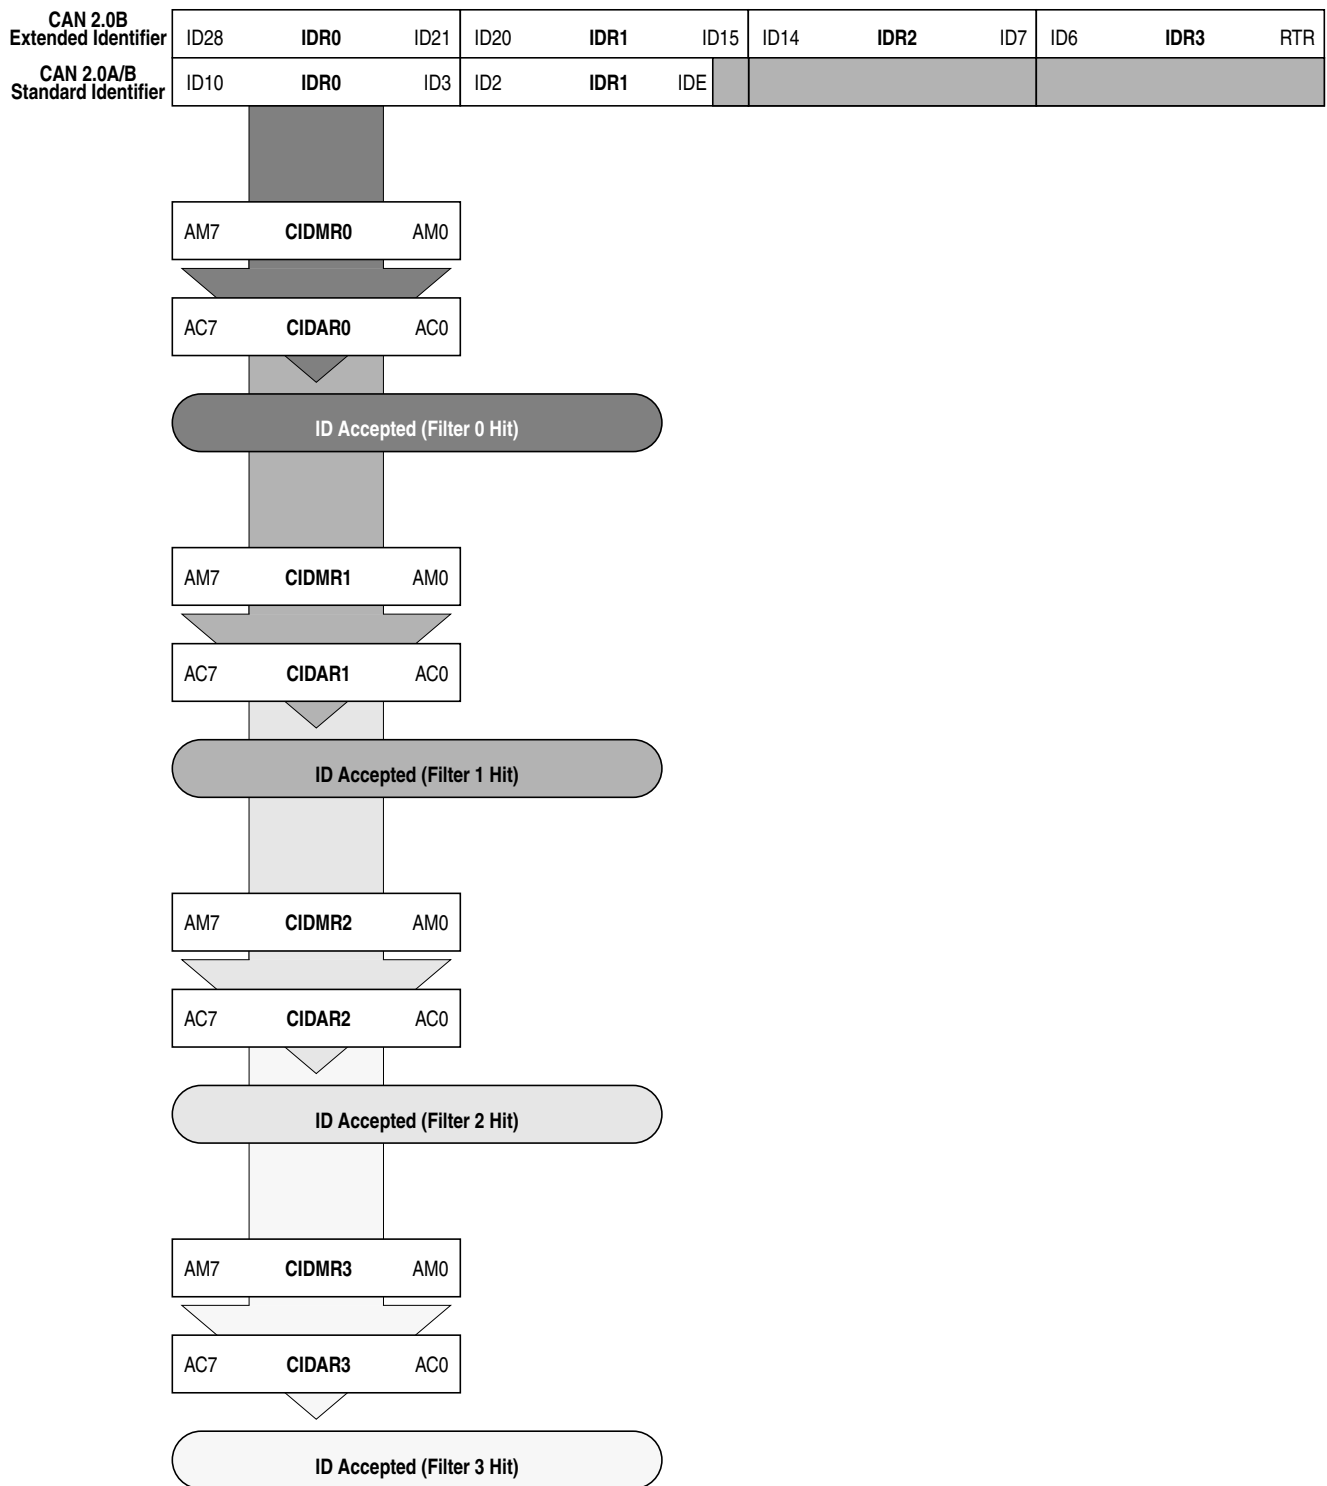 CAN 2.0B
Extended Identifier ID28 IDR0 ID21 ID20 IDR1 ID15 ID14 IDR2 ID7 ID6 IDR3 RTR
CAN 2.0A/B
Standard Identifier ID10 IDR0 ID3 ID2 IDR1 IDE
AM7 CIDMR0 AM0
AC7 CIDAR0 AC0
ID Accepted (Filter 0 Hit)
AM7 CIDMR1 AM0
AC7 CIDAR1 AC0
ID Accepted (Filter 1 Hit)
AM7 CIDMR2 AM0
AC7 CIDAR2 AC0
ID Accepted (Filter 2 Hit)
AM7 CIDMR3 AM0
AC7 CIDAR3 AC0
ID Accepted (Filter 3 Hit)